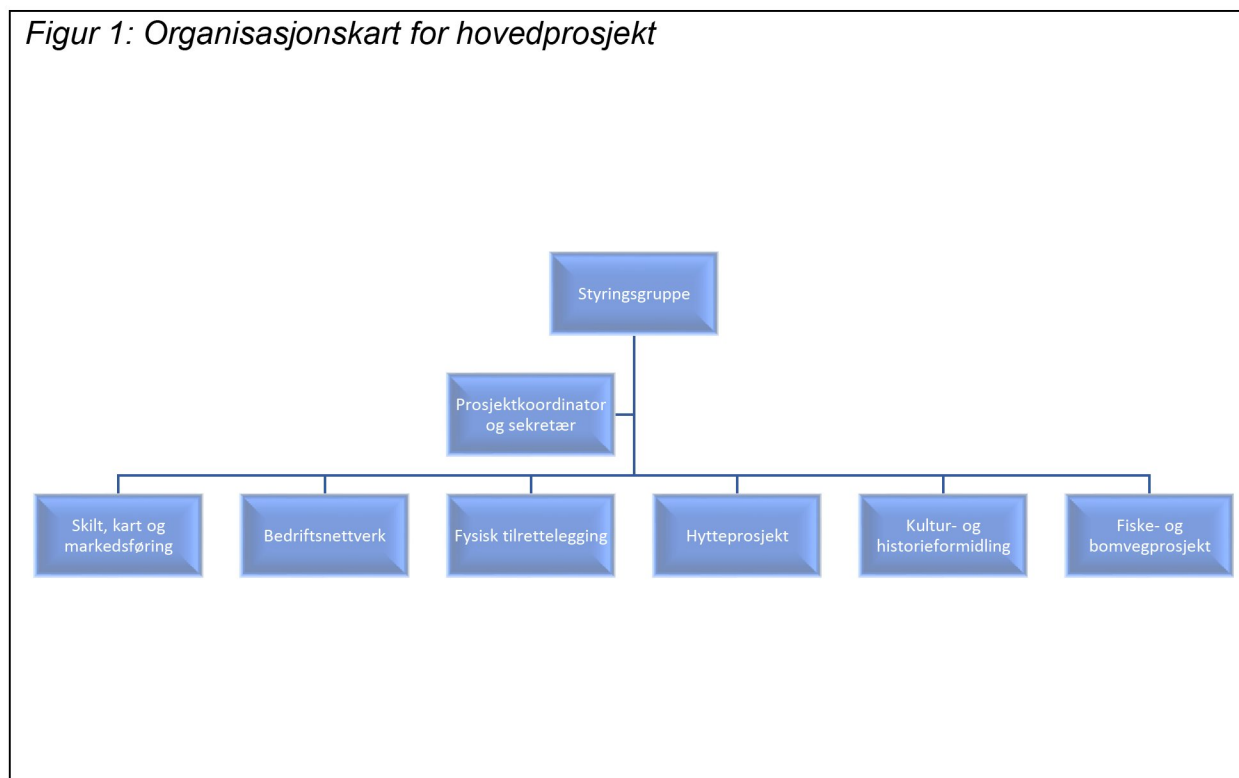 Figur 1: Organisasjonskart for hovedprosjekt
Styringsgruppe
Prosjektkoordinator
og sekretær
Skilt, kart og
markedsføring
Bedriftsnettverk
Fysisk tilrettelegging
Hytteprosjekt
Kultur- og
historieformidling
Fiske- og
bomvegprosjekt